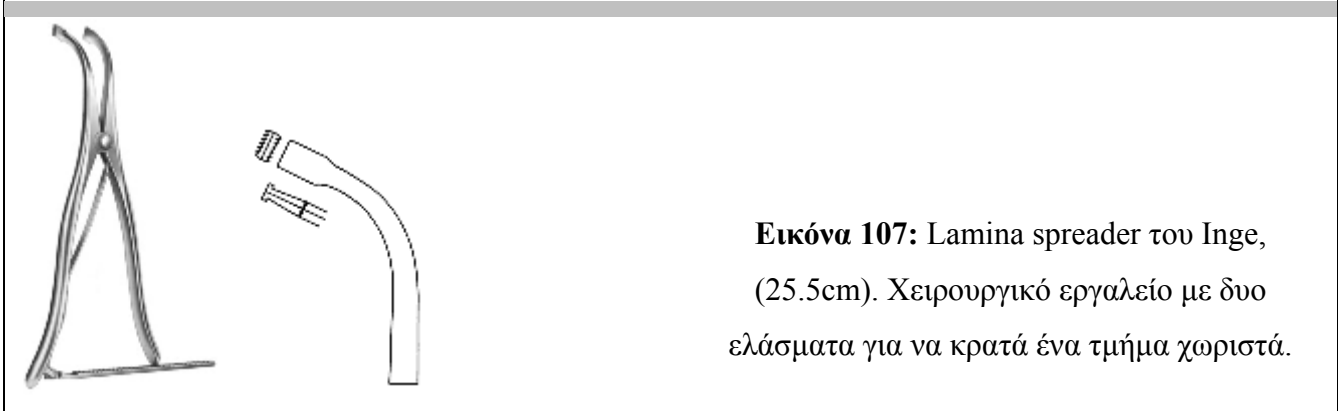 Εικόνα 107: Lamina spreader του Inge,
(25.5cm). Χειρουργικό εργαλείο με δυο
ελάσματα για να κρατά ένα τμήμα χωριστά.